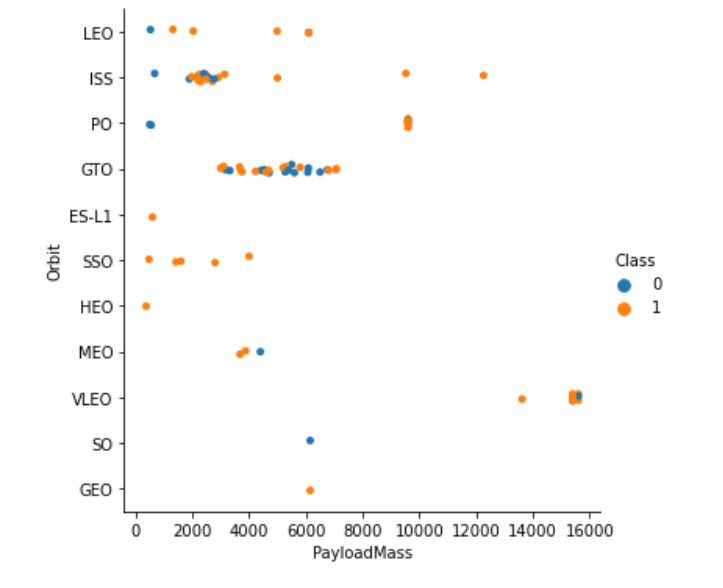 LEO
ISS
PO
GTO
ES-L1
SSO
HEO
MEO
VLEO
SO
GEO
Orbit
Class
0
1
0 2000 4000 6000 8000 10000 12000 14000 16000
PayloadMass